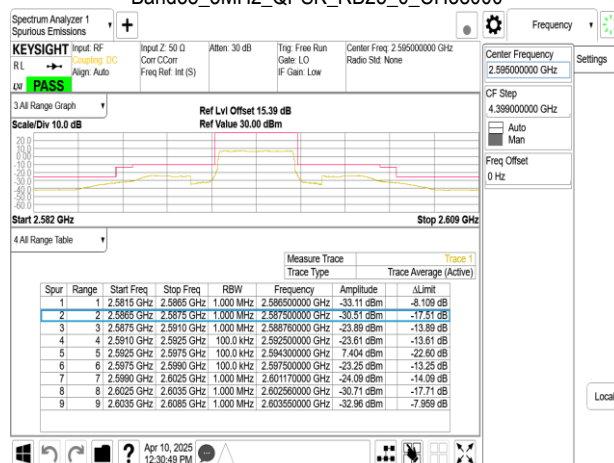 Spectrum Analyzer 1
Spurious Emissions
+
Frequency
Settings
KEYSIGHT
RL
LXI
PASS
Input: RF
Coupling: DC
Align: Auto
Input Z: 50 Ω
Corr CCorr
Freq Ref: Int (S)
Atten: 30 dB
Trig: Free Run
Gate: LO
IF Gain: Low
Center Freq: 2.595000000 GHz
Radio Std: None
Center Frequency
2.595000000 GHz
CF Step
4.399000000 GHz
Auto
Man
Freq Offset
0 Hz
3 All Range Graph
Scale/Div 10.0 dB
Ref Lvl Offset 15.39 dB
Ref Value 30.00 dBm
20.0
10.0
0.00
-10.0
-20.0
-30.0
-40.0
-50.0
-60.0
Start 2.582 GHz
Stop 2.609 GHz
4 All Range Table
Measure Trace Trace 1
Trace Type Trace Average (Active)
Spur Range Start Freq Stop Freq RBW Frequency Amplitude ΔLimit
1 1 2.5815 GHz 2.5865 GHz 1.000 MHz 2.586500000 GHz -33.11 dBm -8.109 dB
2 2 2.5865 GHz 2.5875 GHz 1.000 MHz 2.587500000 GHz -30.51 dBm -17.51 dB
3 3 2.5875 GHz 2.5910 GHz 1.000 MHz 2.588760000 GHz -23.89 dBm -13.89 dB
4 4 2.5910 GHz 2.5925 GHz 100.0 kHz 2.592500000 GHz -23.61 dBm -13.61 dB
5 5 2.5925 GHz 2.5975 GHz 100.0 kHz 2.594300000 GHz 7.404 dBm -22.60 dB
6 6 2.5975 GHz 2.5990 GHz 100.0 kHz 2.597500000 GHz -23.25 dBm -13.25 dB
7 7 2.5990 GHz 2.6025 GHz 1.000 MHz 2.601170000 GHz -24.09 dBm -14.09 dB
8 8 2.6025 GHz 2.6035 GHz 1.000 MHz 2.602560000 GHz -30.71 dBm -17.71 dB
9 9 2.6035 GHz 2.6085 GHz 1.000 MHz 2.603550000 GHz -32.96 dBm -7.959 dB
Local
?
Apr 10, 2025
12:30:49 PM